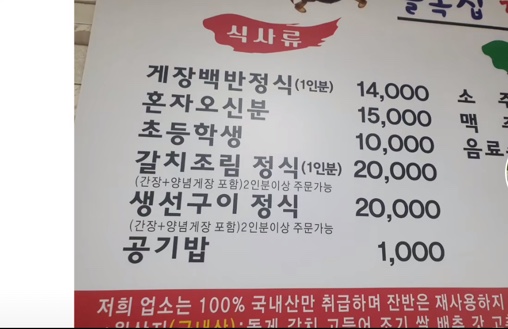 식사류
게장백반정식(1인분) 14,000
혼자오신분 15,000
초등학생 10,000
갈치조림 정식(1인분) 20,000
(간장+양념게장 포함)2인분이상 주문가능
생선구이 정식 20,000
(간장+양념게장 포함)2인분이상 주문가능
공기밥 1,000
소
맥
음료
저희 업소는 100% 국내산만 취급하며 잔반은 재사용하지